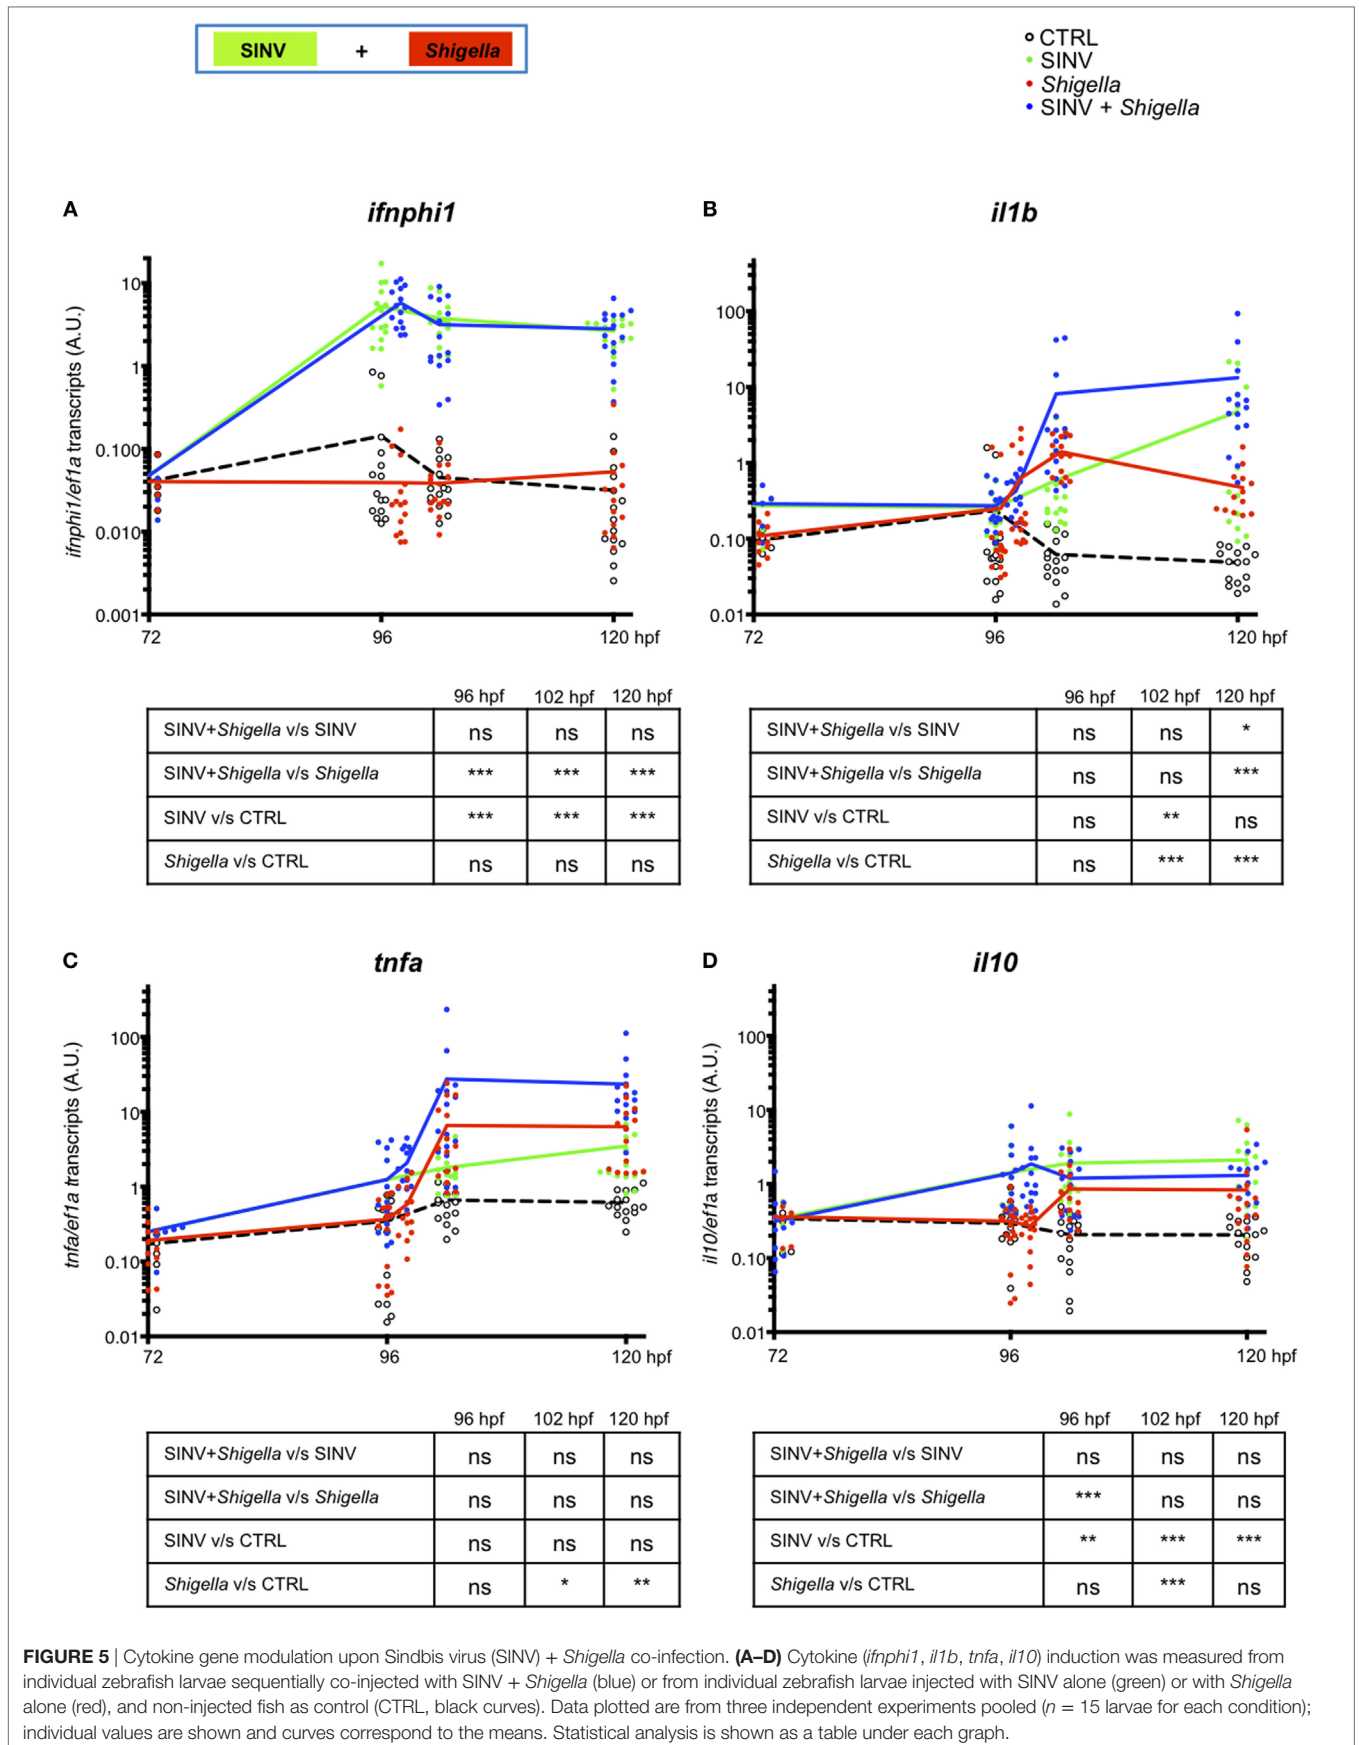 SINV + Shigella
CTRL
SINV
Shigella
SINV + Shigella
A
ifnphi1
ifnphi1/ef1a transcripts (A.U.)
10
1
0.100
0.010
0.001
72 96 120 hpf
96 hpf 102 hpf 120 hpf
SINV+Shigella v/s SINV ns ns ns
SINV+Shigella v/s Shigella *** *** ***
SINV v/s CTRL *** *** ***
Shigella v/s CTRL ns ns ns
B
il1b
100
10
1
0.10
0.01
72 96 120 hpf
96 hpf 102 hpf 120 hpf
SINV+Shigella v/s SINV ns ns *
SINV+Shigella v/s Shigella ns ns ***
SINV v/s CTRL ns ** ns
Shigella v/s CTRL ns *** ***
C
tnfa
tnfa/ef1a transcripts (A.U.)
100
10
1
0.10
0.01
72 96 120 hpf
96 hpf 102 hpf 120 hpf
SINV+Shigella v/s SINV ns ns ns
SINV+Shigella v/s Shigella ns ns ns
SINV v/s CTRL ns ns ns
Shigella v/s CTRL ns * **
D
il10
il10/ef1a transcripts (A.U.)
100
10
1
0.10
0.01
72 96 120 hpf
96 hpf 102 hpf 120 hpf
SINV+Shigella v/s SINV ns ns ns
SINV+Shigella v/s Shigella *** ns ns
SINV v/s CTRL ** *** ***
Shigella v/s CTRL ns *** ns
FIGURE 5 | Cytokine gene modulation upon Sindbis virus (SINV) + Shigella co-infection. (A–D) Cytokine (ifnphi1, il1b, tnfa, il10) induction was measured from
individual zebrafish larvae sequentially co-injected with SINV + Shigella (blue) or from individual zebrafish larvae injected with SINV alone (green) or with Shigella
alone (red), and non-injected fish as control (CTRL, black curves). Data plotted are from three independent experiments pooled (n = 15 larvae for each condition);
individual values are shown and curves correspond to the means. Statistical analysis is shown as a table under each graph.